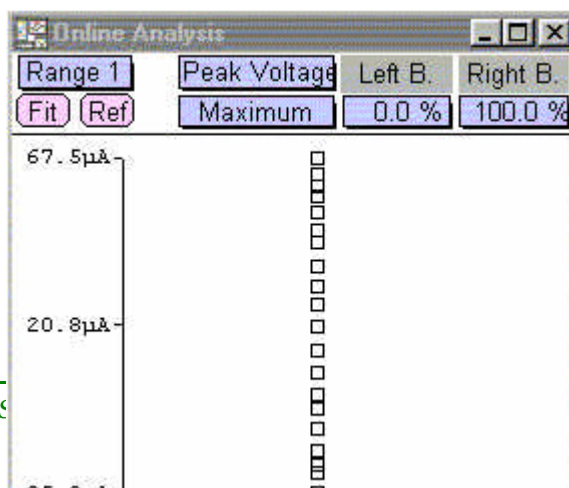 Online Analysis
Range 1 Peak Voltage Left B. Right B.
Fit Ref Maximum 0.0 % 100.0 %
67.5µA
20.8µA